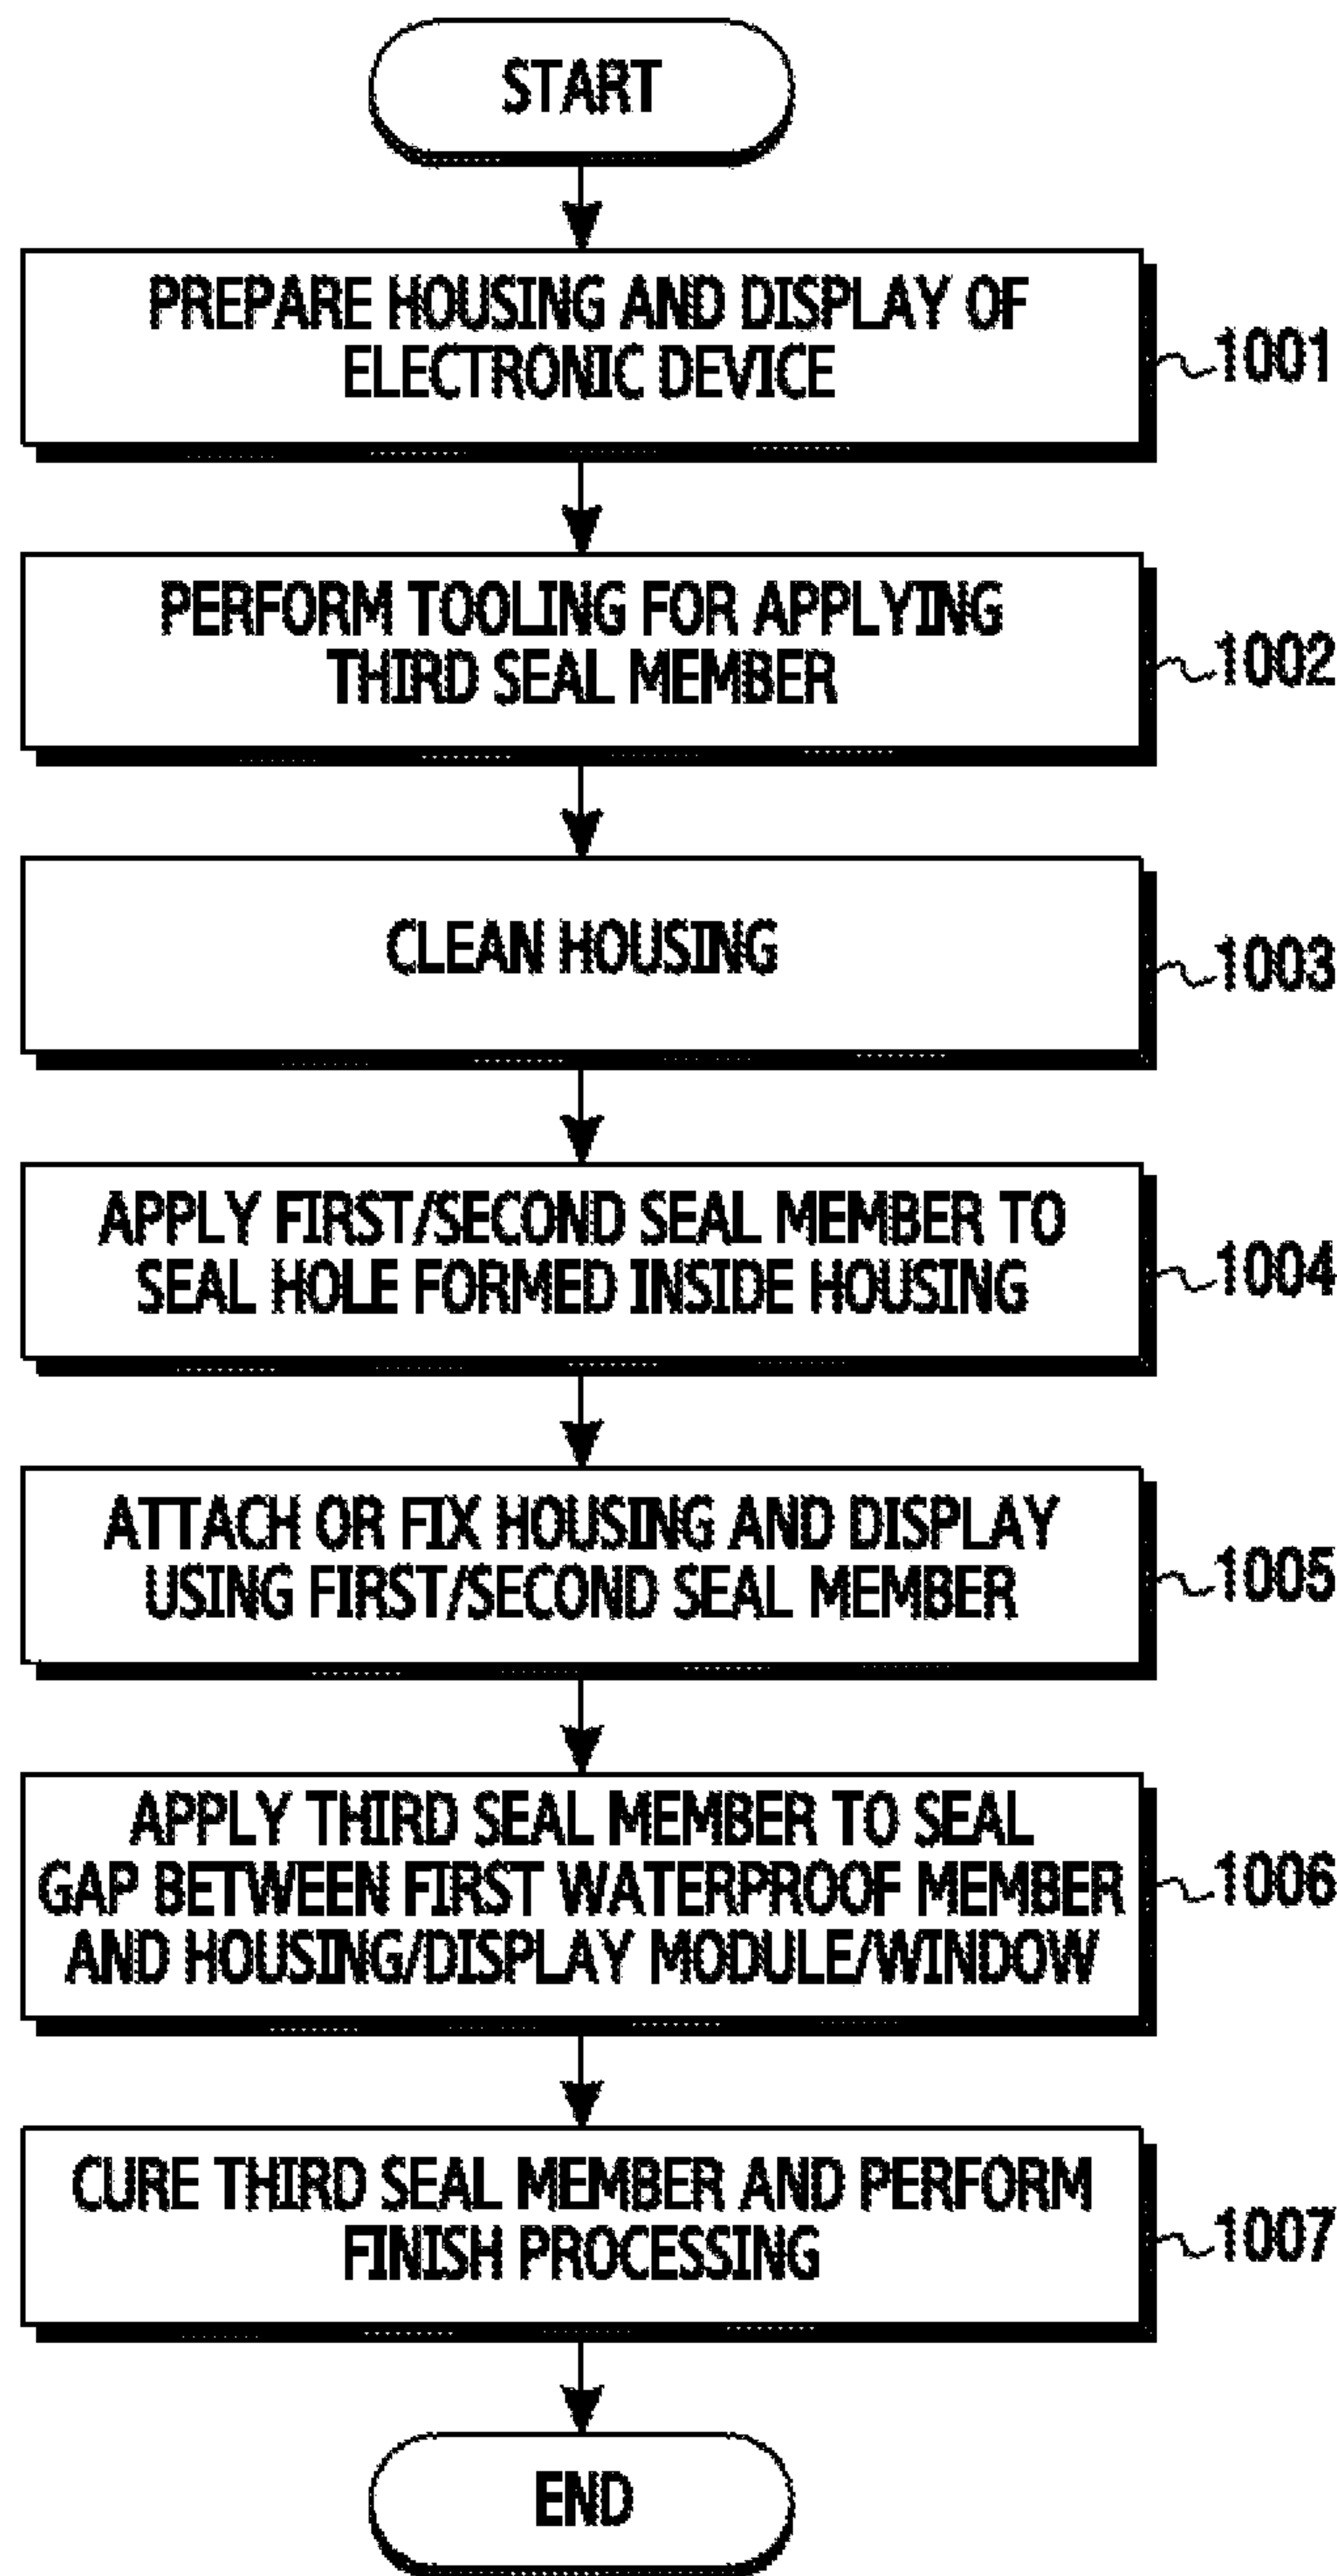 START
PREPARE HOUSING AND DISPLAY OF
ELECTRONIC DEVICE
1001
PERFORM TOOLING FOR APPLYING
THIRD SEAL MEMBER
1002
CLEAN HOUSING
1003
APPLY FIRST/SECOND SEAL MEMBER TO
SEAL HOLE FORMED INSIDE HOUSING
1004
ATTACH OR FIX HOUSING AND DISPLAY
USING FIRST/SECOND SEAL MEMBER
1005
APPLY THIRD SEAL MEMBER TO SEAL
GAP BETWEEN FIRST WATERPROOF MEMBER
AND HOUSING/DISPLAY MODULE/WINDOW
1006
CURE THIRD SEAL MEMBER AND PERFORM
FINISH PROCESSING
1007
END